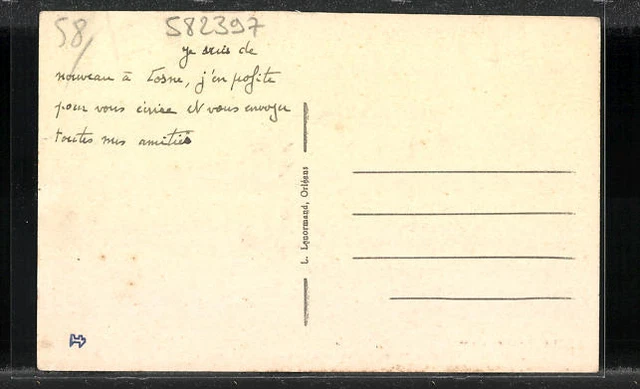 58/
582397
je suis de
nouveau à Cosne, j'en profite
pour vous écrire et vous envoyer
toutes mes amitiés
L. Lenormand, Orléans
H